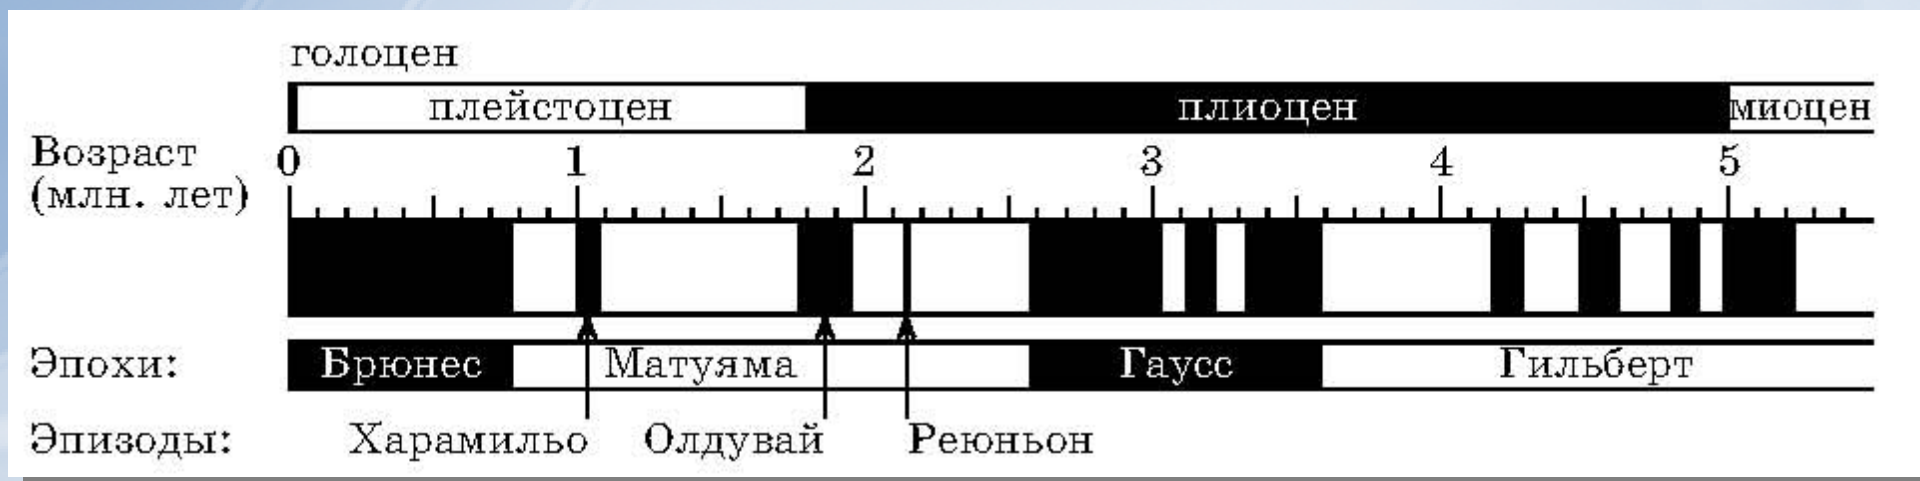 голоцен
плейстоцен плиоцен миоцен
Возраст
(млн. лет)
0 1 2 3 4 5
Эпохи: Брюнес Матуяма Гаусс Гильберт
Эпизоды: Харамильо Олдувай Реюньон